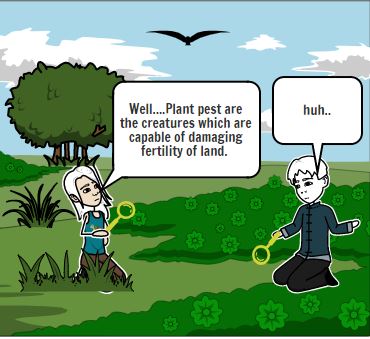 Well....Plant pest are
the creatures which are
capable of damaging
fertility of land.
huh..